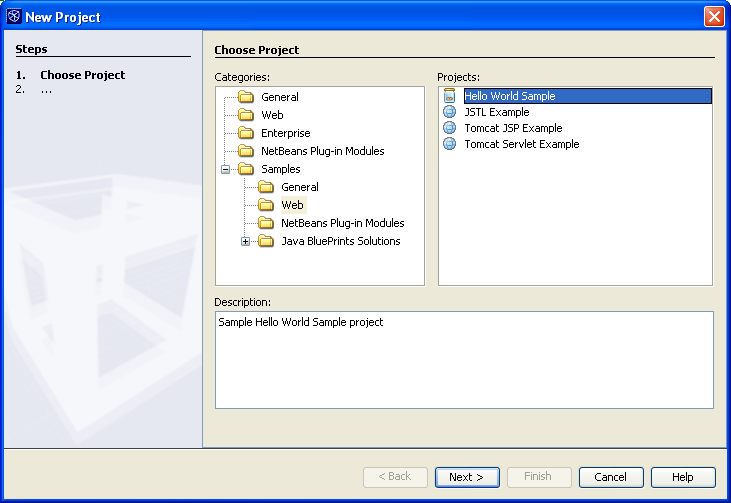 New Project
Steps
1. Choose Project
2. ...
Choose Project
Categories:
General
Web
Enterprise
NetBeans Plug-in Modules
Samples
General
Web
NetBeans Plug-in Modules
Java BluePrints Solutions
Projects:
Hello World Sample
JSTL Example
Tomcat JSP Example
Tomcat Servlet Example
Description:
Sample Hello World Sample project
< Back Next > Finish Cancel Help